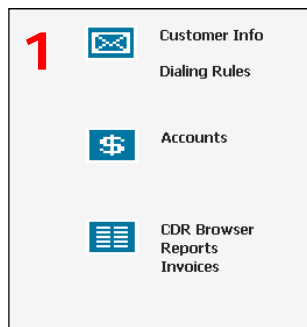 1
Customer Info
Dialing Rules
$
Accounts
CDR Browser
Reports
Invoices